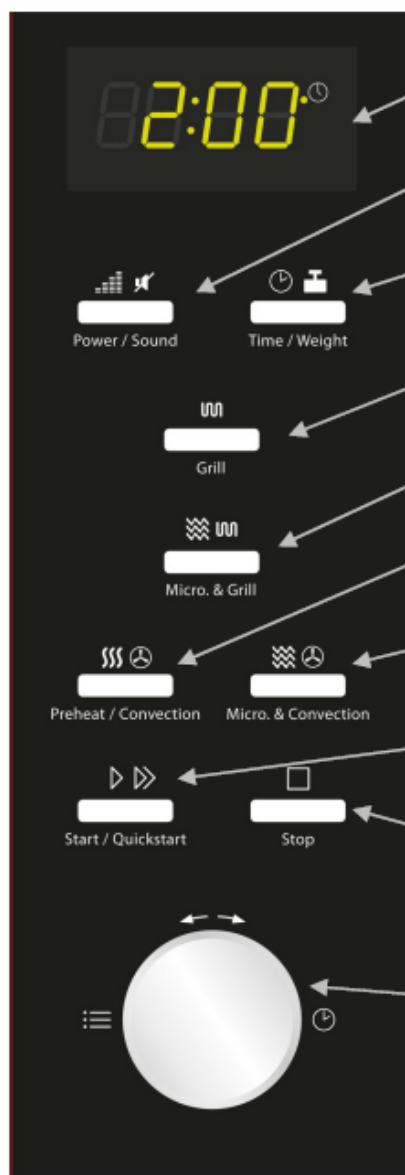 2:00
Power / Sound
Time / Weight
Grill
Micro. & Grill
Preheat / Convection
Micro. & Convection
Start / Quickstart
Stop